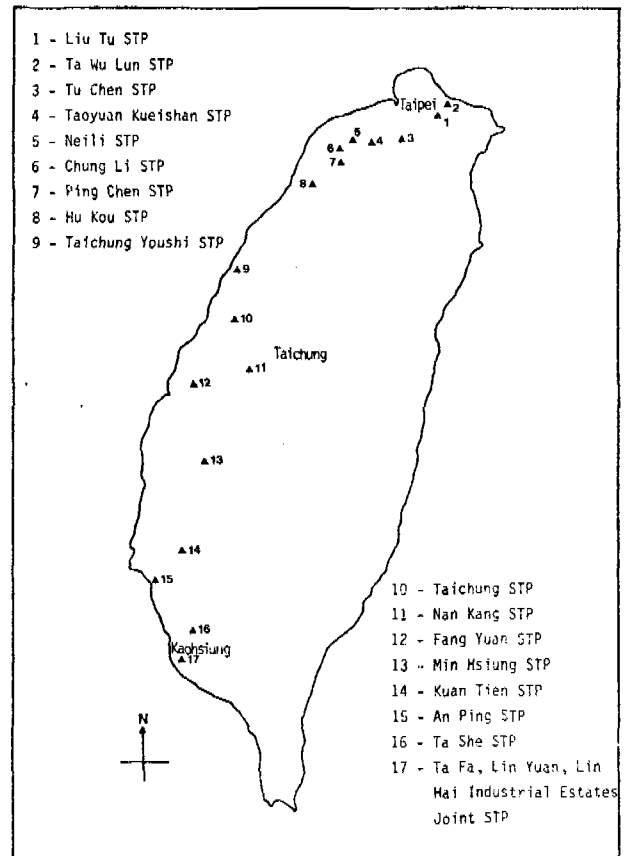 1 - Liu Tu STP
2 - Ta Wu Lun STP
3 - Tu Chen STP
4 - Taoyuan Kueishan STP
5 - Neili STP
6 - Chung Li STP
7 - Ping Chen STP
8 - Hu Kou STP
9 - Taichung Youshi STP
Taipei
2
1
3
4
5
6
7
8
9
10
Taichung
11
12
13
14
15
16
Kaohsiung
17
N
10 - Taichung STP
11 - Nan Kang STP
12 - Fang Yuan STP
13 - Min Hsiung STP
14 - Kuan Tien STP
15 - An Ping STP
16 - Ta She STP
17 - Ta Fa, Lin Yuan, Lin
Hai Industrial Estates
Joint STP